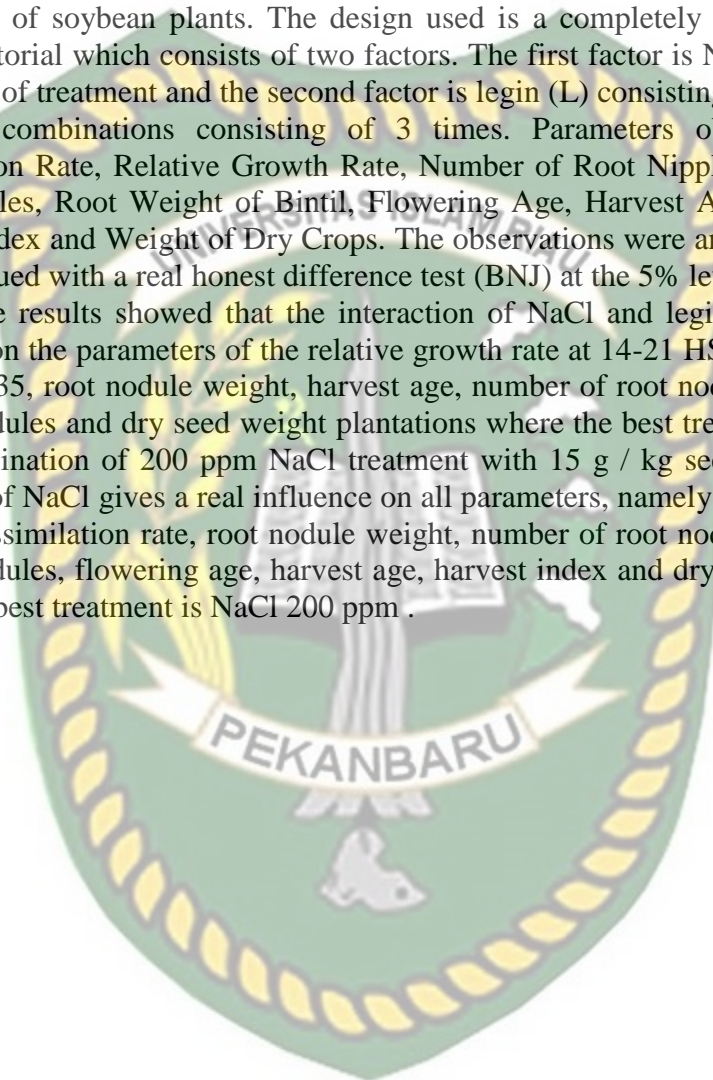 of soybean plants. The design used is a completely
torial which consists of two factors. The first factor is N
of treatment and the second factor is legin (L) consisting
combinations consisting of 3 times. Parameters ob
on Rate, Relative Growth Rate, Number of Root Nippl
les, Root Weight of Bintil, Flowering Age, Harvest A
dex and Weight of Dry Crops. The observations were ar
ued with a real honest difference test (BNJ) at the 5% le
e results showed that the interaction of NaCl and legi
on the parameters of the relative growth rate at 14-21 HS
35, root nodule weight, harvest age, number of root noc
dules and dry seed weight plantations where the best tre
ination of 200 ppm NaCl treatment with 15 g / kg see
of NaCl gives a real influence on all parameters, namely
ssimilation rate, root nodule weight, number of root noc
dules, flowering age, harvest age, harvest index and dry
best treatment is NaCl 200 ppm .
UNIVERSITAS ISLAM RIAU
PEKANBARU